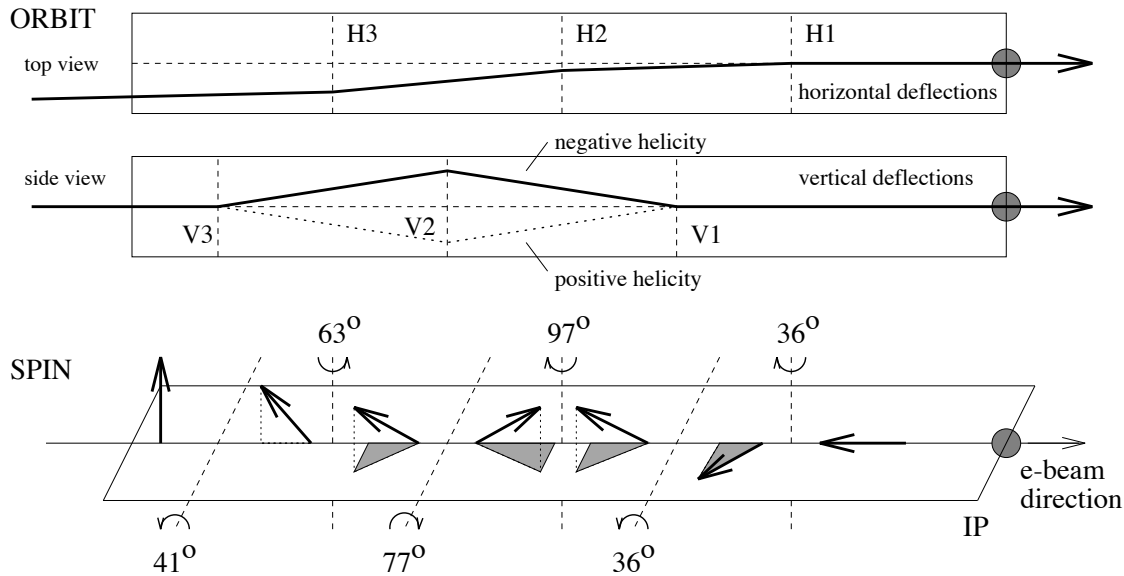 ORBIT
H3
H2
H1
top view
horizontal deflections
negative helicity
side view
vertical deflections
V3
V2
V1
positive helicity
63°
97°
36°
SPIN
e-beam
direction
IP
41°
77°
36°